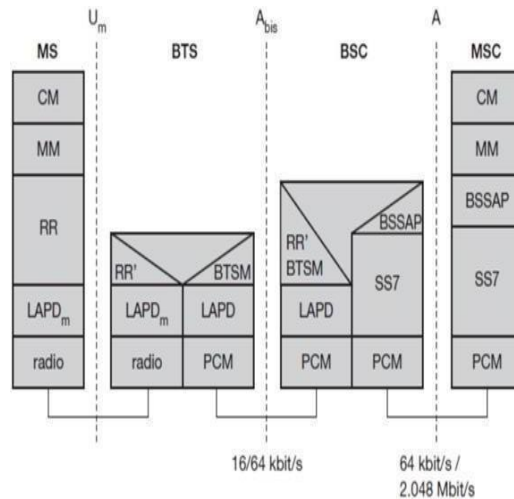 Um Abis A
MS BTS BSC MSC
CM CM
MM MM
RR BSSAP
RR' BTSM RR' BTSM BSSAP
SS7 SS7
LAPDm LAPDm LAPD LAPD
radio radio PCM PCM PCM PCM
16/64 kbit/s 64 kbit/s /
2.048 Mbit/s